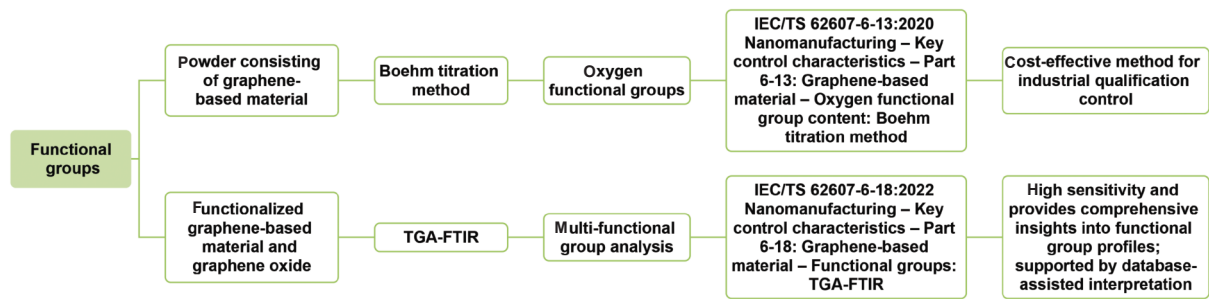 Functional
groups
Powder consisting
of graphene-
based material
Boehm titration
method
Oxygen
functional groups
IEC/TS 62607-6-13:2020
Nanomanufacturing – Key
control characteristics – Part
6-13: Graphene-based
material – Oxygen functional
group content: Boehm
titration method
Cost-effective method for
industrial qualification
control
Functionalized
graphene-based
material and
graphene oxide
TGA-FTIR
Multi-functional
group analysis
IEC/TS 62607-6-18:2022
Nanomanufacturing – Key
control characteristics – Part
6-18: Graphene-based
material – Functional groups:
TGA-FTIR
High sensitivity and
provides comprehensive
insights into functional
group profiles;
supported by database-
assisted interpretation